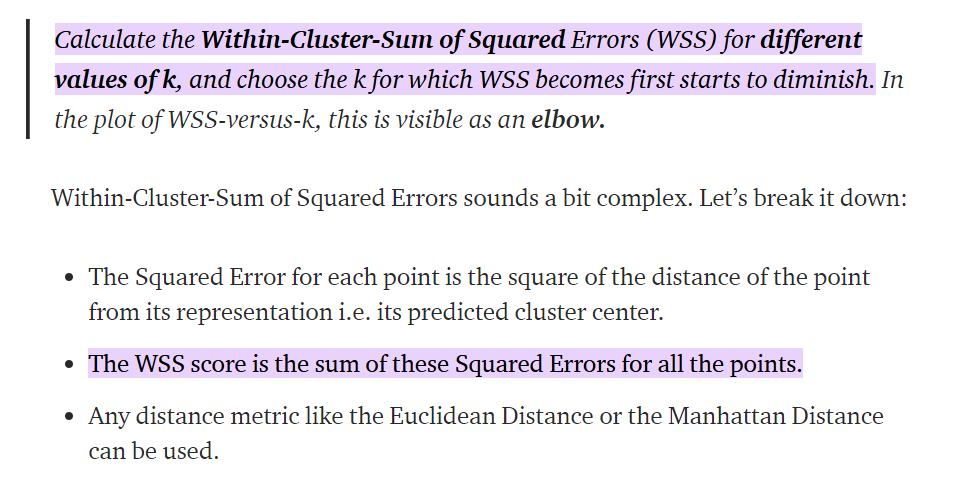 Calculate the Within-Cluster-Sum of Squared Errors (WSS) for different
values of k, and choose the k for which WSS becomes first starts to diminish. In
the plot of WSS-versus-k, this is visible as an elbow.
Within-Cluster-Sum of Squared Errors sounds a bit complex. Let’s break it down:
• The Squared Error for each point is the square of the distance of the point
from its representation i.e. its predicted cluster center.
• The WSS score is the sum of these Squared Errors for all the points.
• Any distance metric like the Euclidean Distance or the Manhattan Distance
can be used.